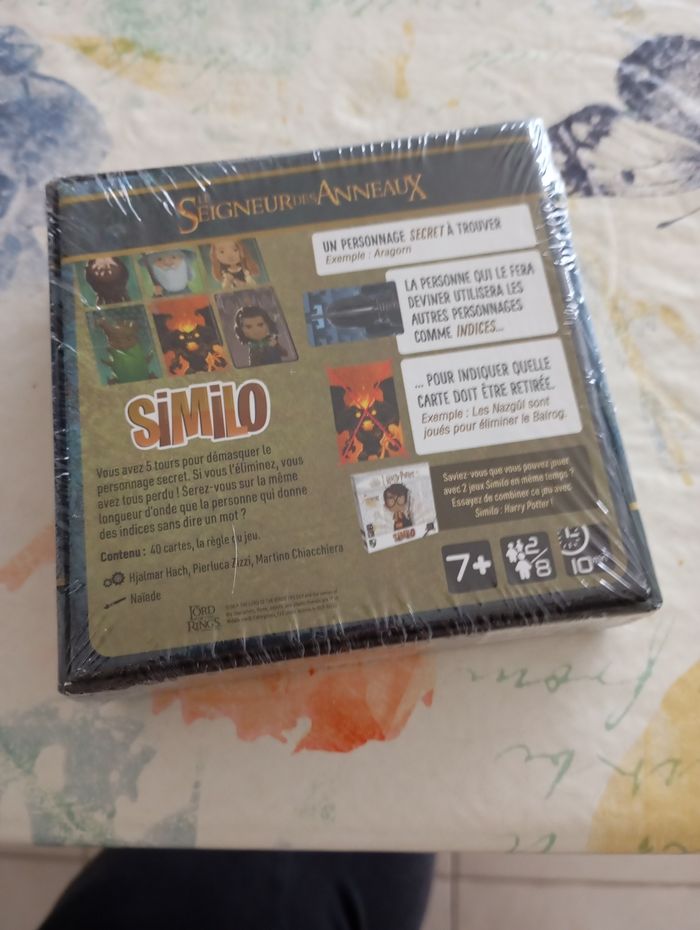 LE
SEIGNEUR DES ANNEAUX
UN PERSONNAGE SECRET À TROUVER
Exemple : Aragorn
LA PERSONNE QUI LE FERA
DEVINER UTILISERA LES
AUTRES PERSONNAGES
COMME INDICES...
... POUR INDIQUER QUELLE
CARTE DOIT ÊTRE RETIRÉE.
Exemple : Les Nazgûl sont
joués pour éliminer le Balrog.
SiMiLO
Vous avez 5 tours pour démasquer le
personnage secret. Si vous l'éliminez, vous
avez tous perdu ! Serez-vous sur la même
longueur d'onde que la personne qui donne
des indices sans dire un mot ?
Contenu : 40 cartes, la règle du jeu.
Hjalmar Hach, Pierluca Zizzi, Martino Chiacchiera
Naïade
Harry Potter
SiMiLO
Saviez-vous que vous pouviez jouer
avec 2 jeux Similo en même temps ?
Essayez de combiner ce jeu avec
Similo : Harry Potter !
7+
2/8
10
THE
LORD
OF THE
RINGS